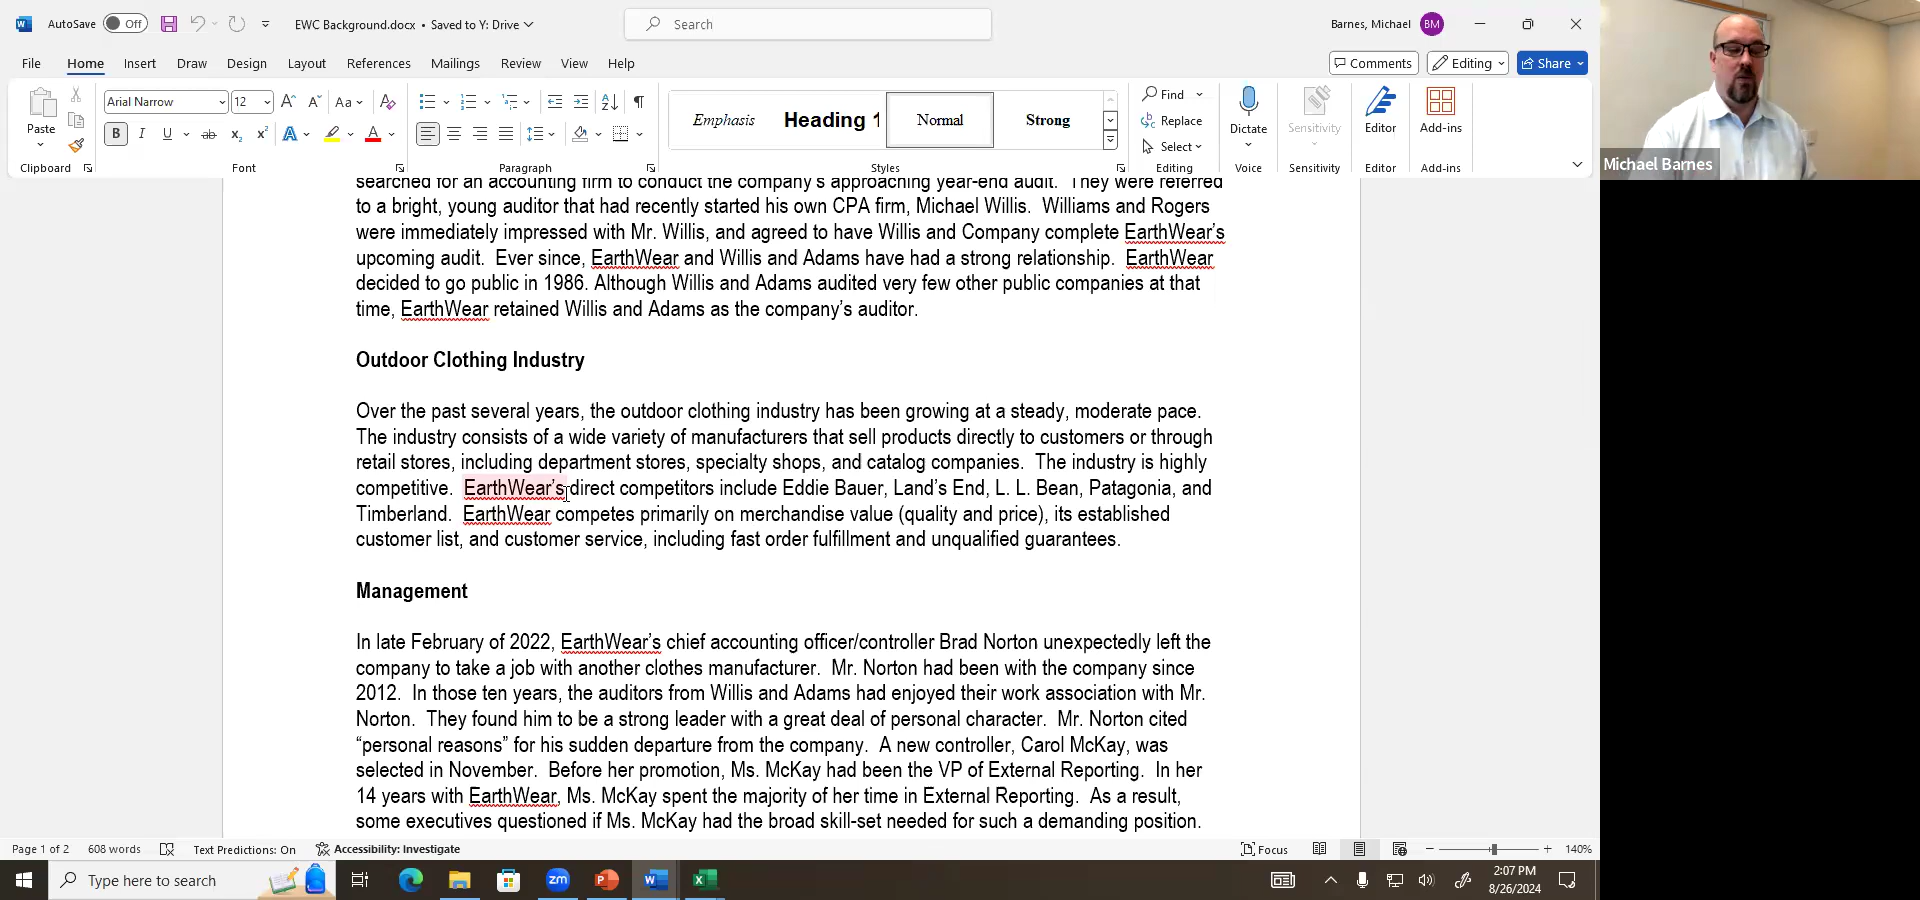 AutoSave Off EWC Background.docx • Saved to Y: Drive Search Barnes, Michael BM
File Home Insert Draw Design Layout References Mailings Review View Help Comments Editing Share
Paste Arial Narrow 12 Emphasis Heading 1 Normal Strong Find Replace Select Dictate Sensitivity Editor Add-ins
Clipboard Font Paragraph Styles Editing Voice Sensitivity Editor Add-ins
Michael Barnes
searched for an accounting firm to conduct the company's approaching year-end audit. They were referred
to a bright, young auditor that had recently started his own CPA firm, Michael Willis. Williams and Rogers
were immediately impressed with Mr. Willis, and agreed to have Willis and Company complete EarthWear's
upcoming audit. Ever since, EarthWear and Willis and Adams have had a strong relationship. EarthWear
decided to go public in 1986. Although Willis and Adams audited very few other public companies at that
time, EarthWear retained Willis and Adams as the company's auditor.
Outdoor Clothing Industry
Over the past several years, the outdoor clothing industry has been growing at a steady, moderate pace.
The industry consists of a wide variety of manufacturers that sell products directly to customers or through
retail stores, including department stores, specialty shops, and catalog companies. The industry is highly
competitive. EarthWear's direct competitors include Eddie Bauer, Land's End, L. L. Bean, Patagonia, and
Timberland. EarthWear competes primarily on merchandise value (quality and price), its established
customer list, and customer service, including fast order fulfillment and unqualified guarantees.
Management
In late February of 2022, EarthWear's chief accounting officer/controller Brad Norton unexpectedly left the
company to take a job with another clothes manufacturer. Mr. Norton had been with the company since
2012. In those ten years, the auditors from Willis and Adams had enjoyed their work association with Mr.
Norton. They found him to be a strong leader with a great deal of personal character. Mr. Norton cited
“personal reasons” for his sudden departure from the company. A new controller, Carol McKay, was
selected in November. Before her promotion, Ms. McKay had been the VP of External Reporting. In her
14 years with EarthWear, Ms. McKay spent the majority of her time in External Reporting. As a result,
some executives questioned if Ms. McKay had the broad skill-set needed for such a demanding position.
Page 1 of 2 608 words Text Predictions: On Accessibility: Investigate Focus 140%
Type here to search zm 2:07 PM
8/26/2024